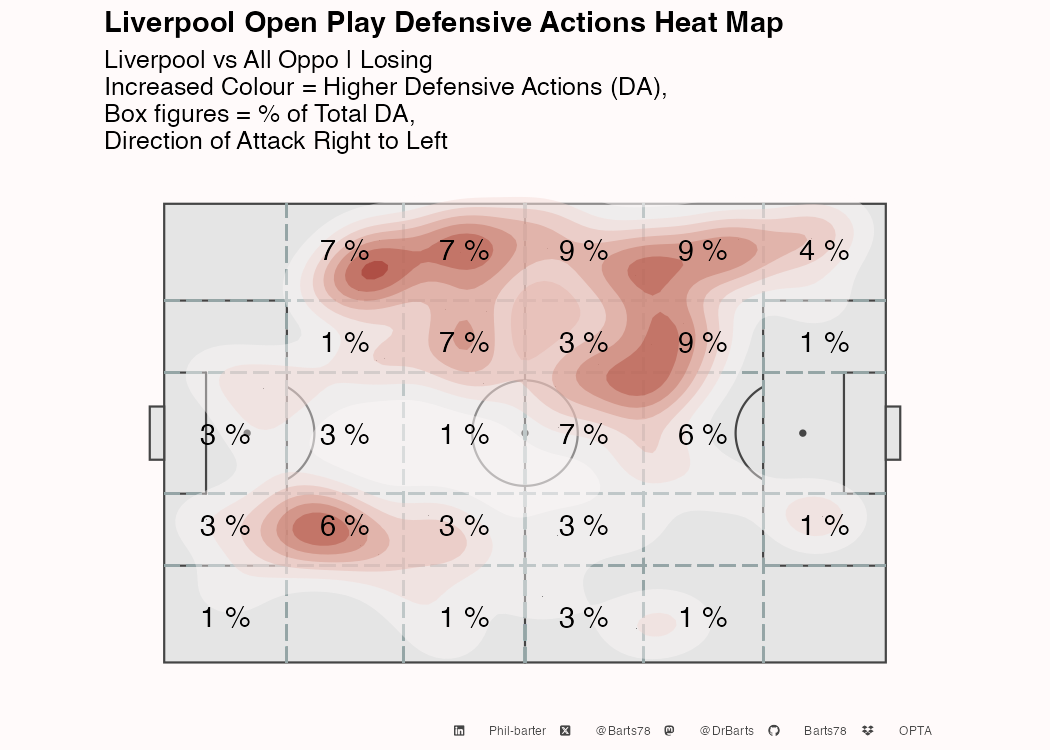 Liverpool Open Play Defensive Actions Heat Map
Liverpool vs All Oppo | Losing
Increased Colour = Higher Defensive Actions (DA),
Box figures = % of Total DA,
Direction of Attack Right to Left
7 % 7 % 9 % 9 % 4 %
1 % 7 % 3 % 9 % 1 %
3 % 3 % 1 % 7 % 6 %
3 % 6 % 3 % 3 % 1 %
1 % 1 % 3 % 1 %
Phil-barter @Barts78 @DrBarts Barts78 OPTA